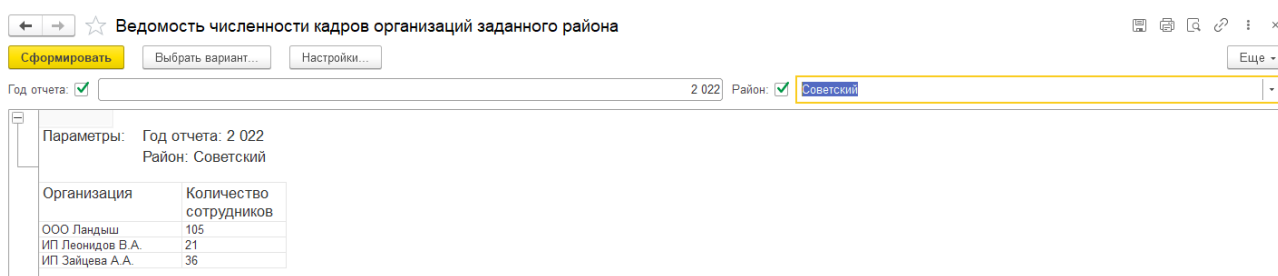 Ведомость численности кадров организаций заданного района
Сформировать Выбрать вариант... Настройки... Еще
Год отчета: 2 022 Район: Советский
Параметры: Год отчета: 2 022
Район: Советский
Организация Количество
сотрудников
ООО Ландыш 105
ИП Леонидов В.А. 21
ИП Зайцева А.А. 36